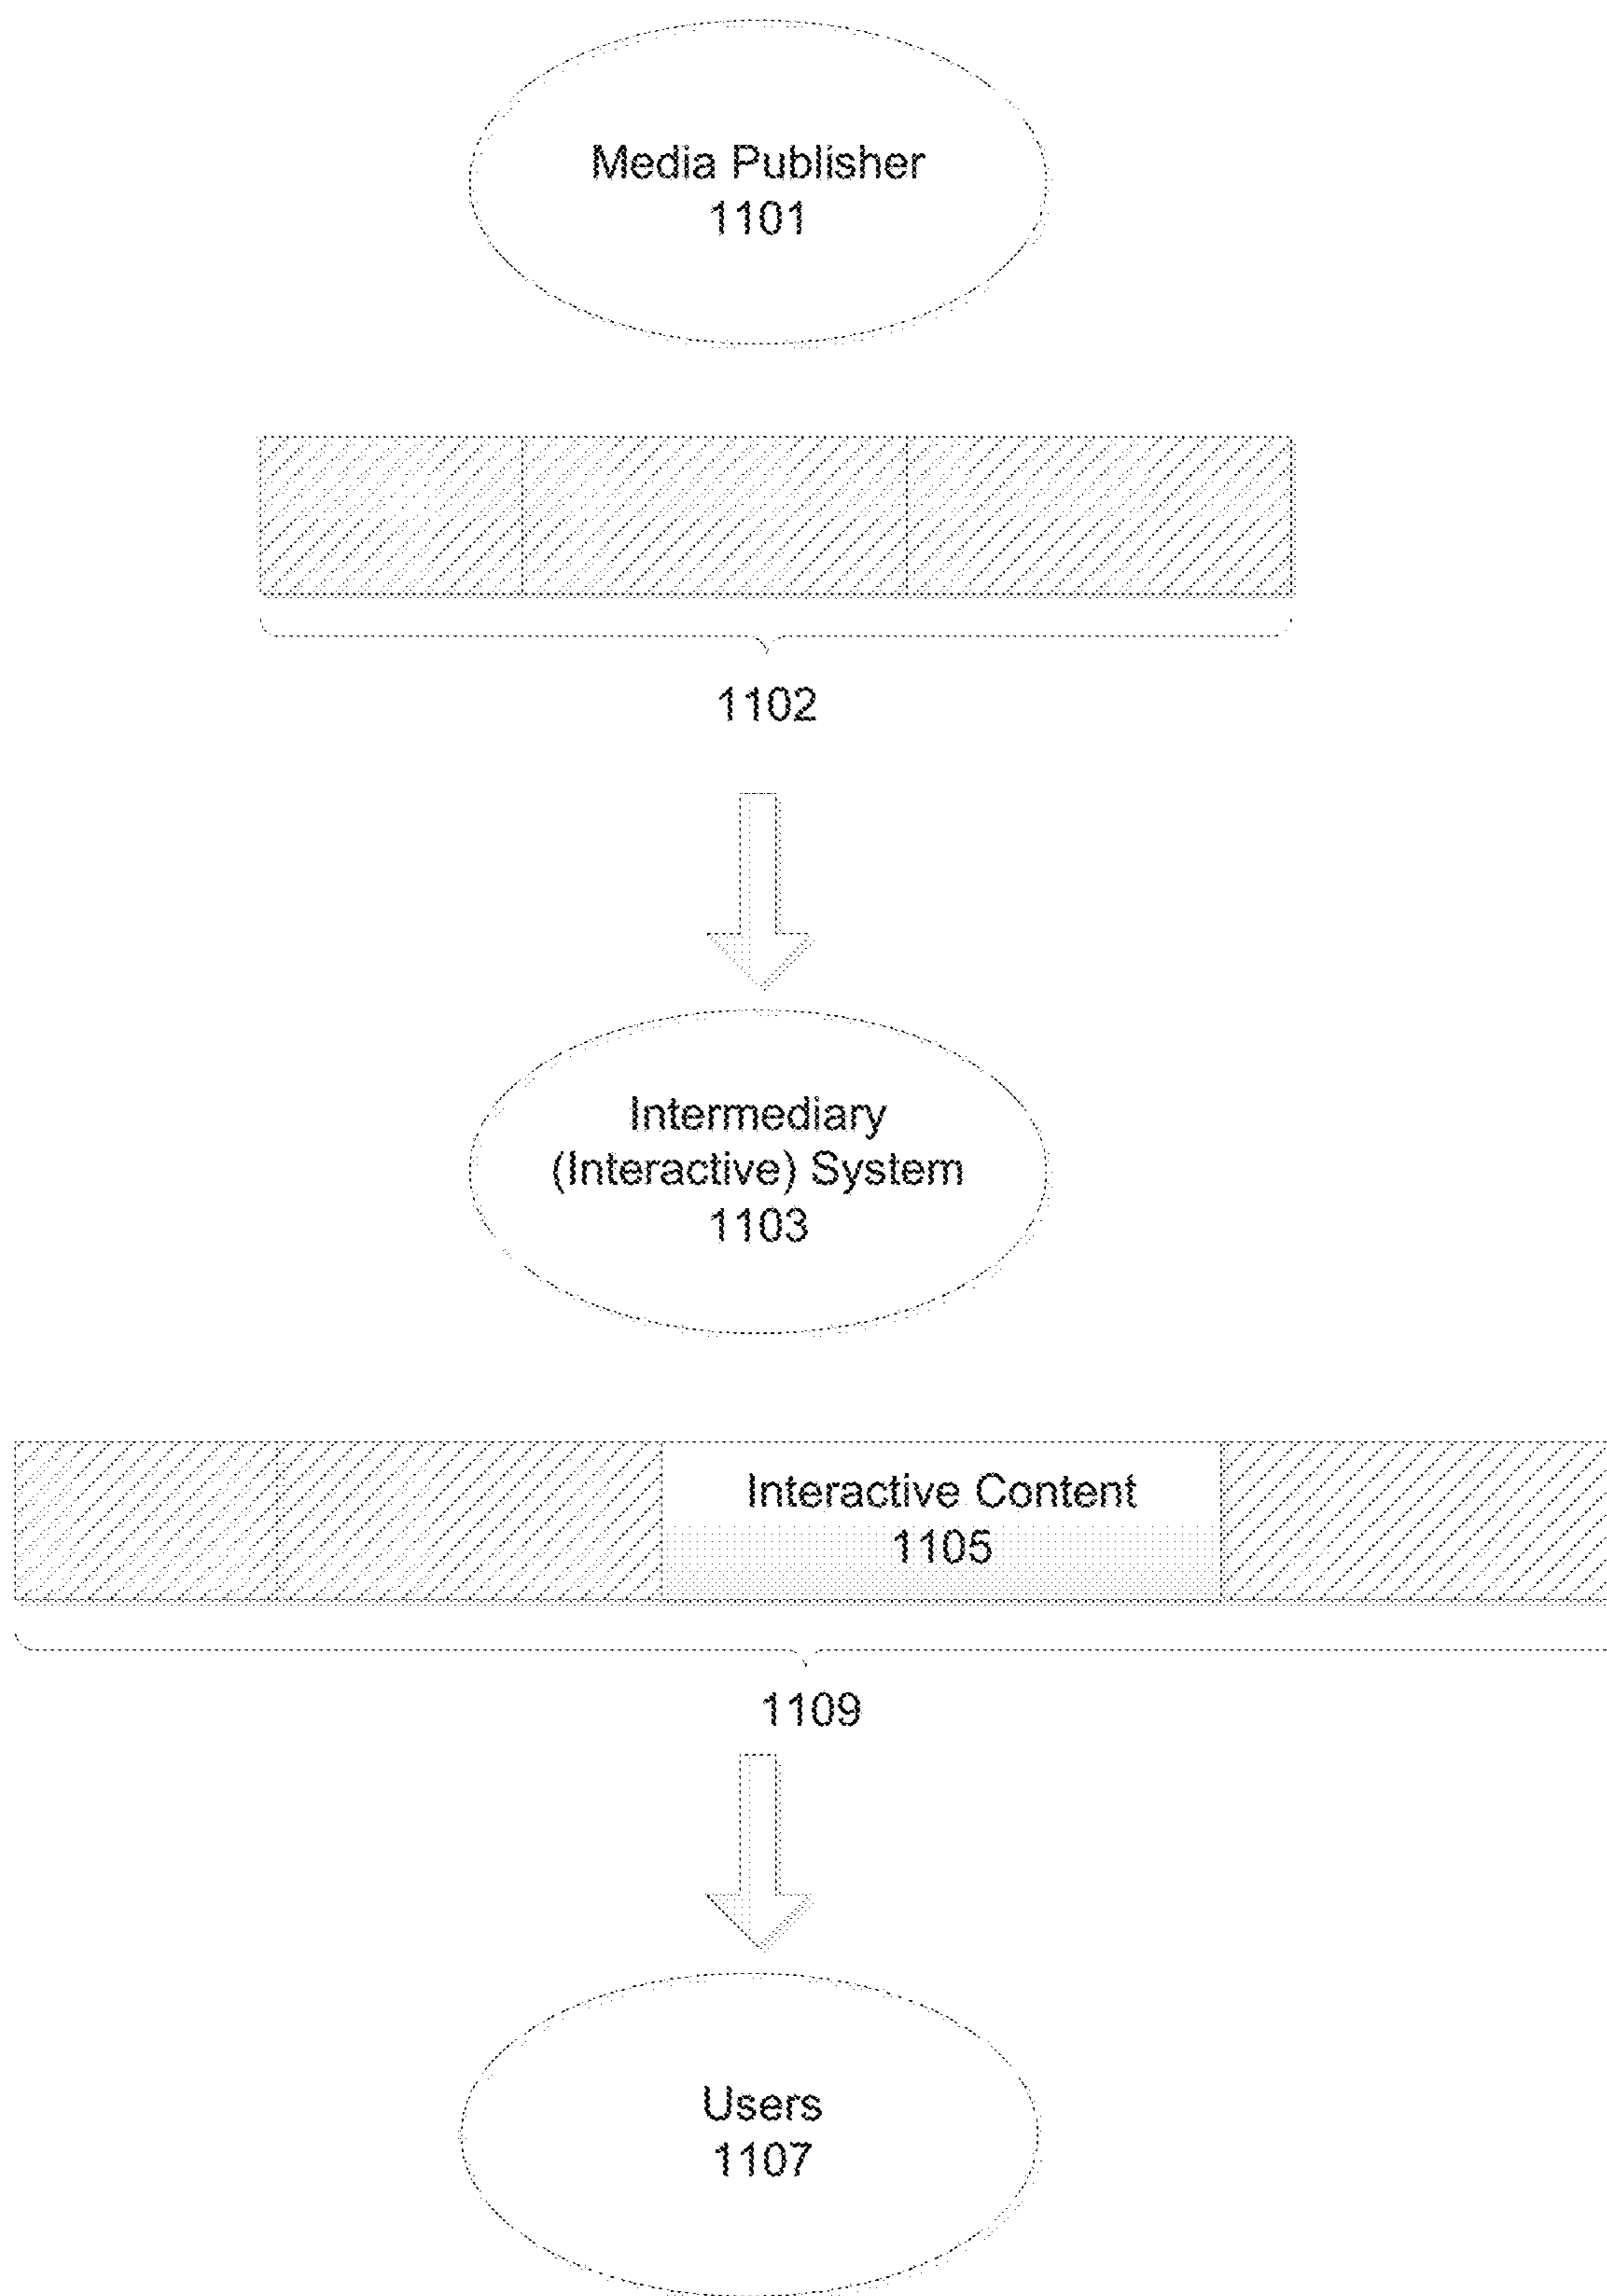 Media Publisher
1101
1102
Intermediary
(Interactive) System
1103
Interactive Content
1105
1109
Users
1107